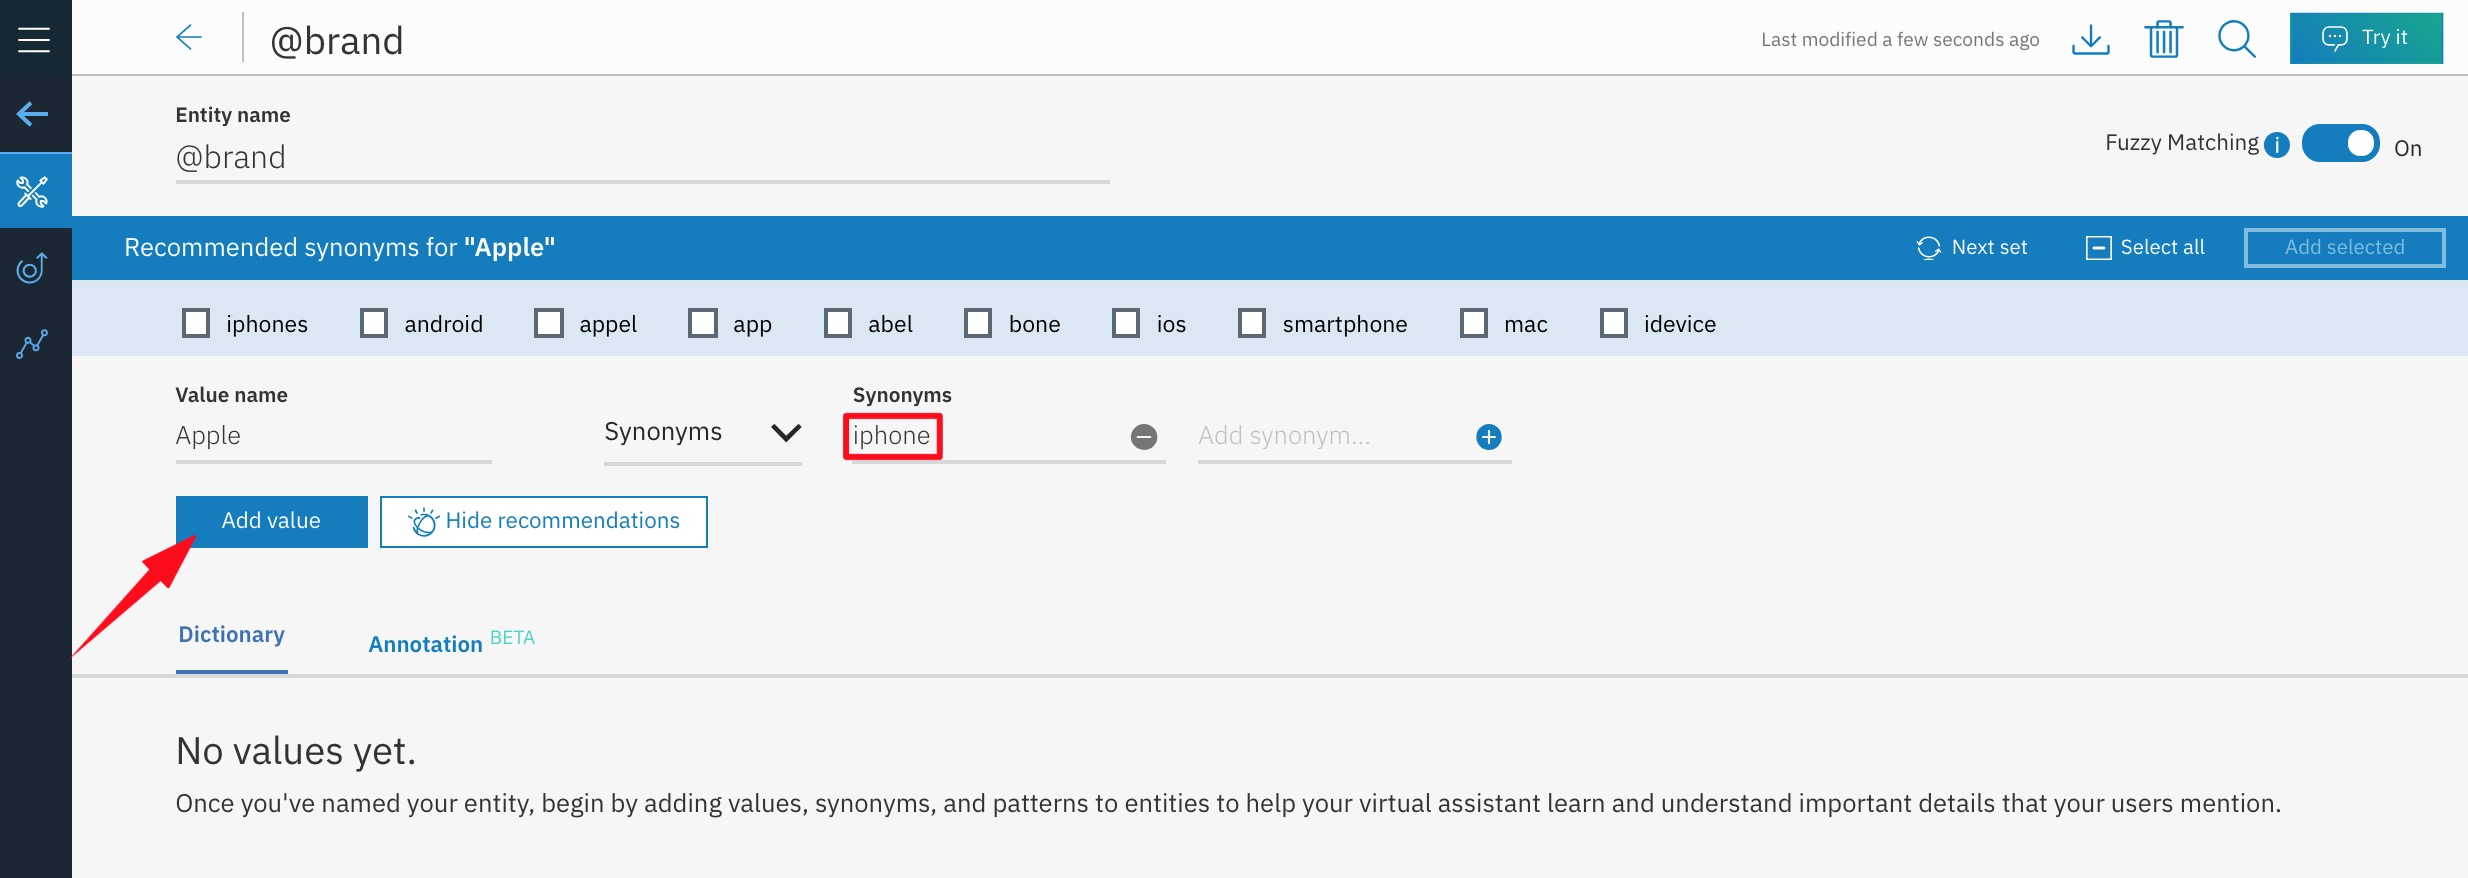 @brand
Last modified a few seconds ago
Try it
Entity name
@brand
Fuzzy Matching i On
Recommended synonyms for "Apple"
Next set
Select all
Add selected
iphones android appel app abel bone ios smartphone mac idevice
Value name
Synonyms
Apple
Synonyms
iphone
Add synonym...
Add value
Hide recommendations
Dictionary
Annotation BETA
No values yet.
Once you've named your entity, begin by adding values, synonyms, and patterns to entities to help your virtual assistant learn and understand important details that your users mention.